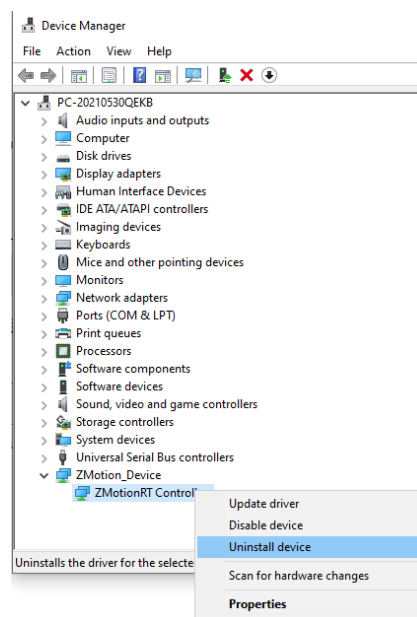 Device Manager
File Action View Help
PC-20210530QEKB
Audio inputs and outputs
Computer
Disk drives
Display adapters
Human Interface Devices
IDE ATA/ATAPI controllers
Imaging devices
Keyboards
Mice and other pointing devices
Monitors
Network adapters
Ports (COM & LPT)
Print queues
Processors
Software components
Software devices
Sound, video and game controllers
Storage controllers
System devices
Universal Serial Bus controllers
ZMotion_Device
ZMotionRT Control
Update driver
Disable device
Uninstall device
Scan for hardware changes
Properties
Uninstalls the driver for the selecte